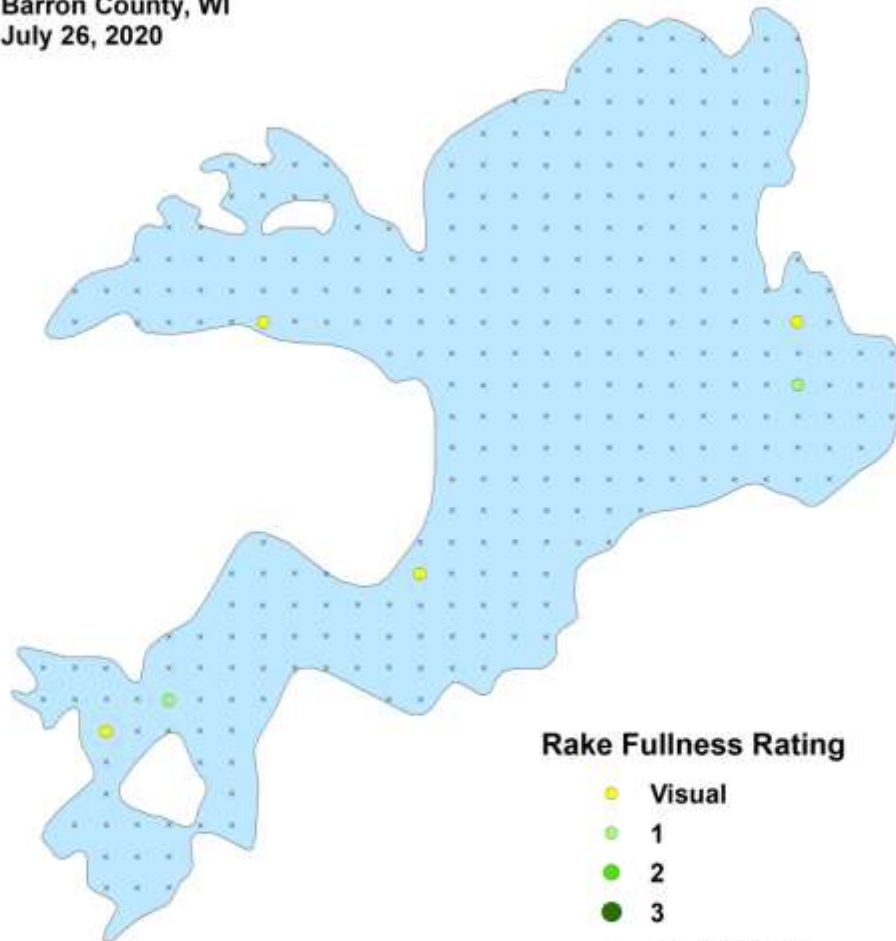 Barron County, WI
July 26, 2020
Rake Fullness Rating
Visual
1
2
3